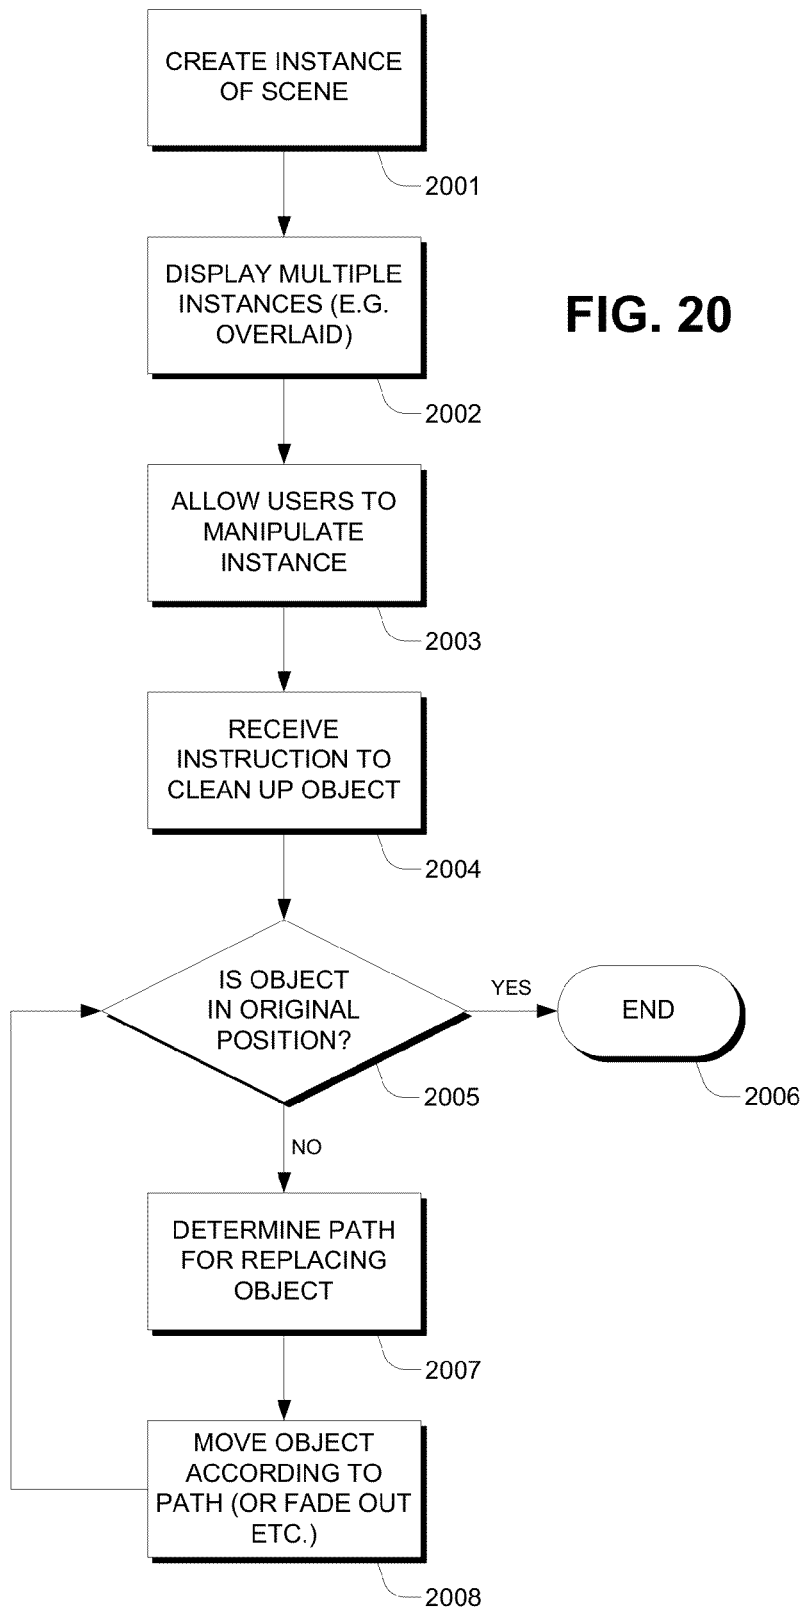 CREATE INSTANCE
OF SCENE
2001
DISPLAY MULTIPLE
INSTANCES (E.G.
OVERLAID)
2002
FIG. 20
ALLOW USERS TO
MANIPULATE
INSTANCE
2003
RECEIVE
INSTRUCTION TO
CLEAN UP OBJECT
2004
IS OBJECT
IN ORIGINAL
POSITION?
2005
YES
END
2006
NO
DETERMINE PATH
FOR REPLACING
OBJECT
2007
MOVE OBJECT
ACCORDING TO
PATH (OR FADE OUT
ETC.)
2008